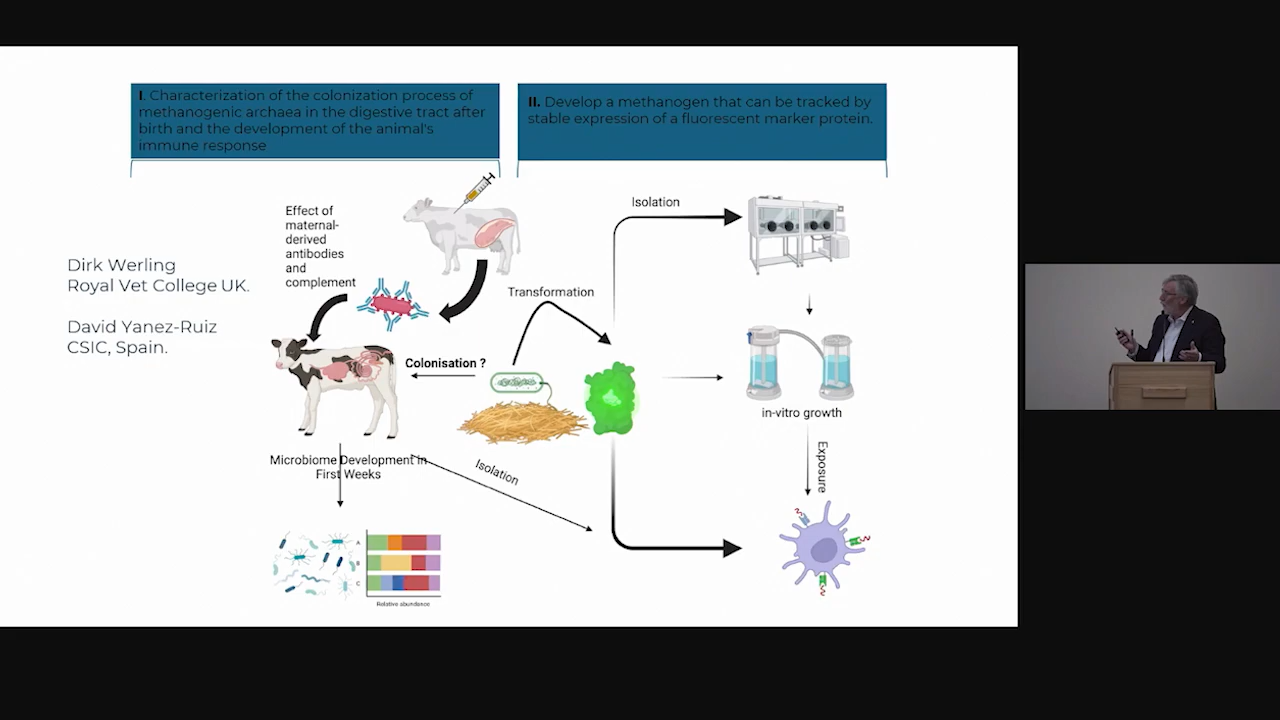 I. Characterization of the colonization process of
methanogenic archaea in the digestive tract after
birth and the development of the animal's
immune response
II. Develop a methanogen that can be tracked by
stable expression of a fluorescent marker protein.
Effect of
maternal-
derived
antibodies
and
complement
Dirk Werling
Royal Vet College UK.
David Yanez-Ruiz
CSIC, Spain.
Isolation
Transformation
Colonisation ?
in-vitro growth
Exposure
Microbiome Development in
First Weeks
Isolation
A
B
C
Relative abundance